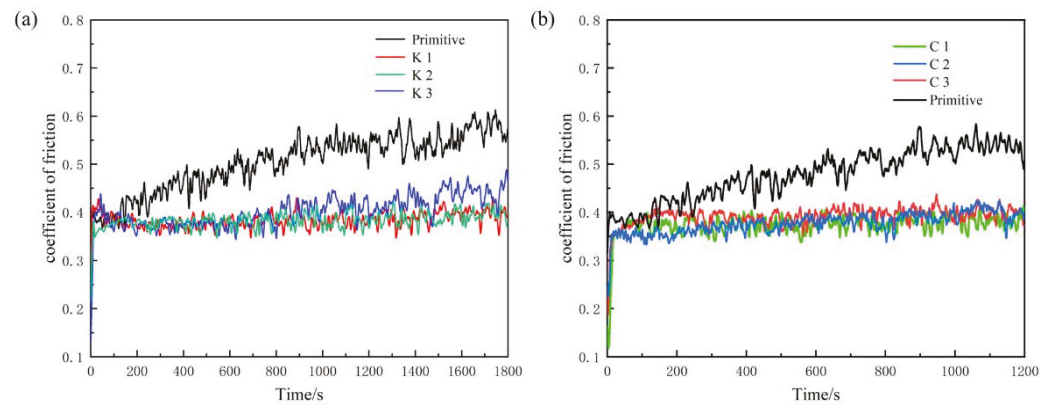 (a)
0.8
0.7
0.6
0.5
0.4
0.3
0.2
0.1
coefficient of friction
Primitive
K 1
K 2
K 3
0 200 400 600 800 1000 1200 1400 1600 1800
Time/s
(b)
0.8
0.7
0.6
0.5
0.4
0.3
0.2
0.1
coefficient of friction
C 1
C 2
C 3
Primitive
0 200 400 600 800 1000 1200
Time/s